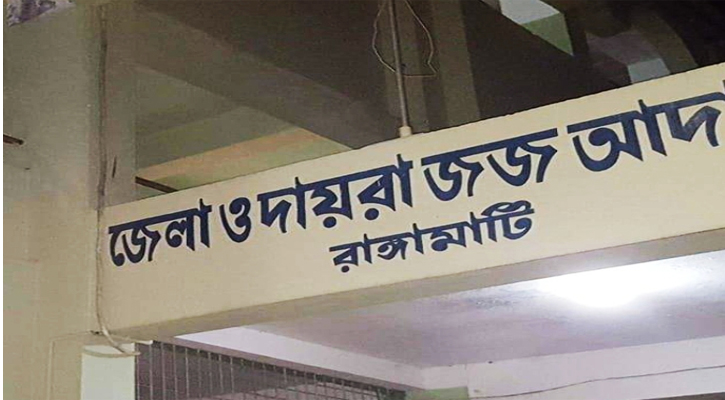 জেলা ও দায়রা জজ আদা
রাঙ্গামাটি